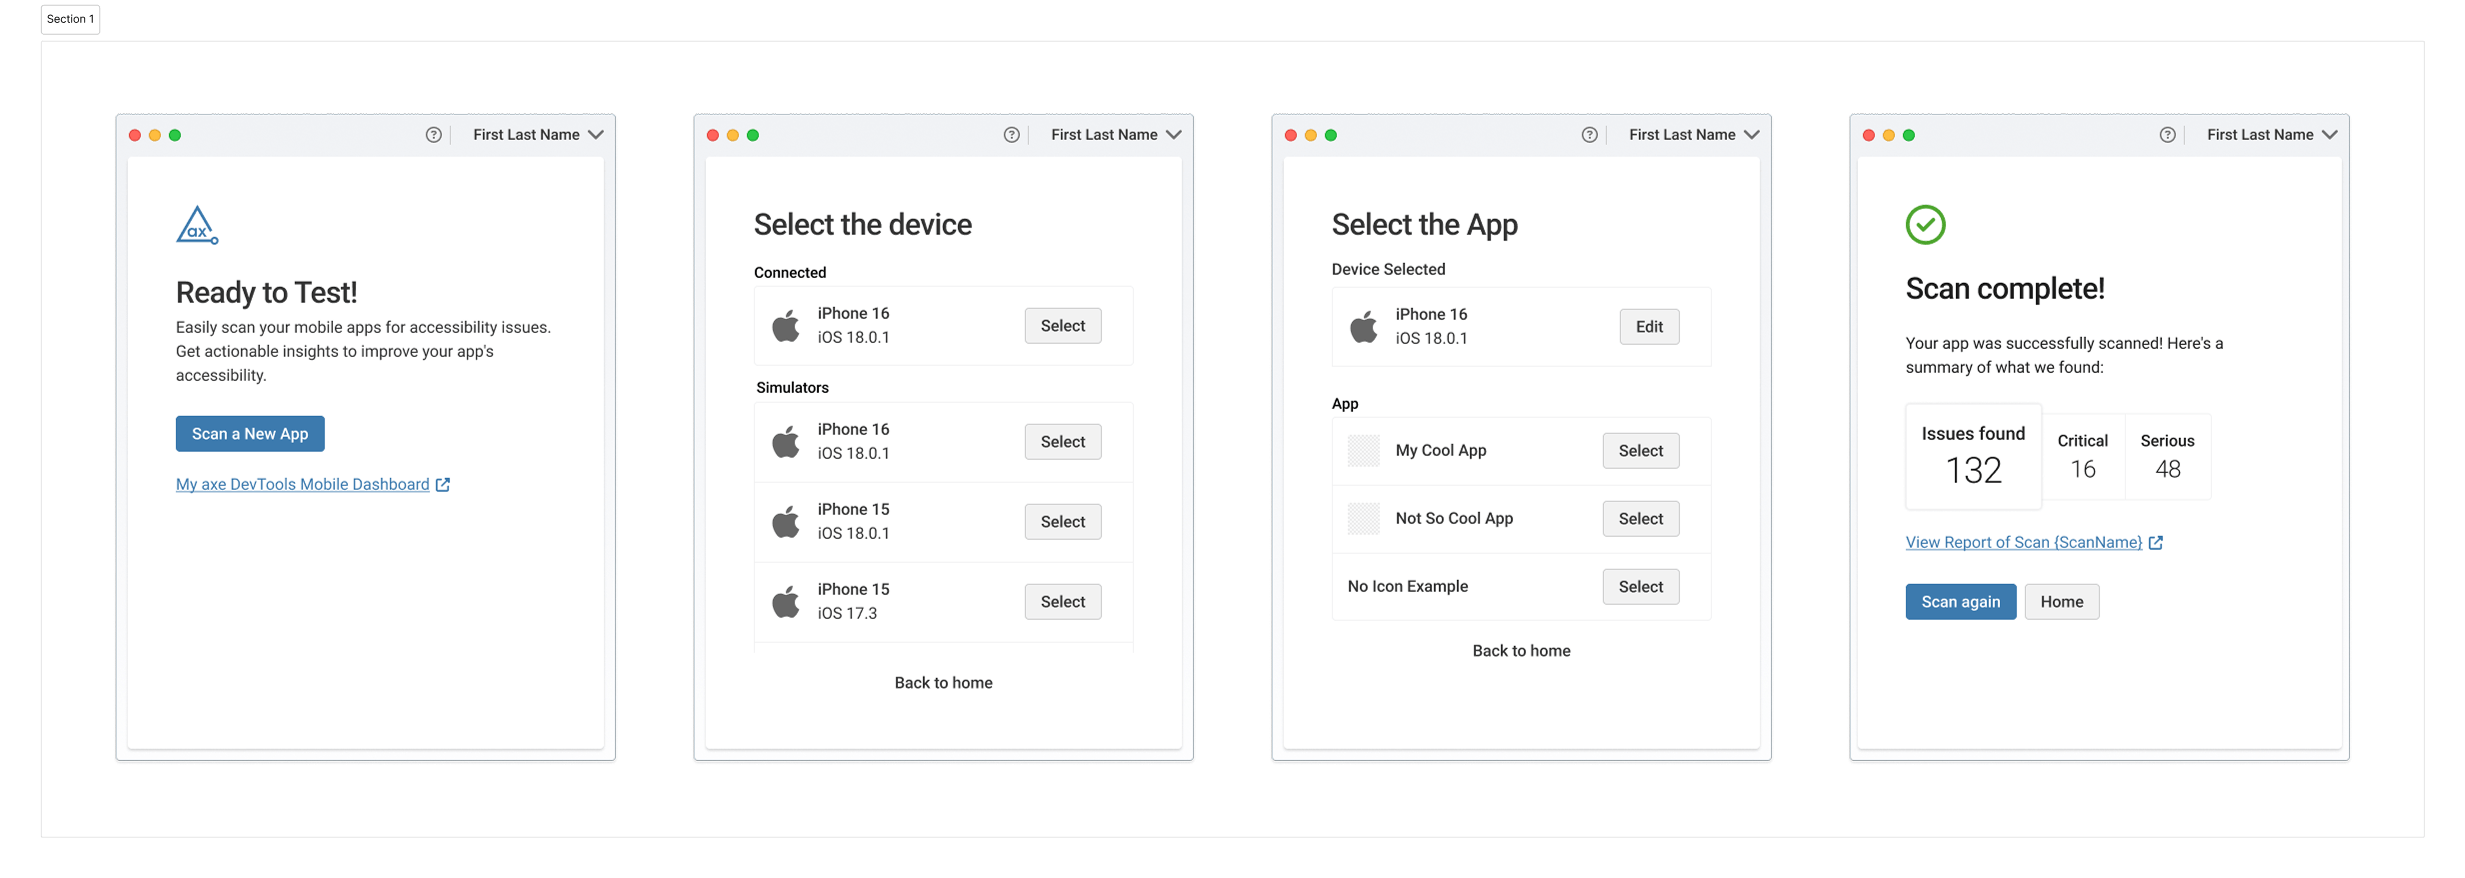 Section 1
First Last Name
ax
Ready to Test!
Easily scan your mobile apps for accessibility issues.
Get actionable insights to improve your app's
accessibility.
Scan a New App
My axe DevTools Mobile Dashboard
First Last Name
Select the device
Connected
iPhone 16
iOS 18.0.1
Select
Simulators
iPhone 16
iOS 18.0.1
Select
iPhone 15
iOS 18.0.1
Select
iPhone 15
iOS 17.3
Select
Back to home
First Last Name
Select the App
Device Selected
iPhone 16
iOS 18.0.1
Edit
App
My Cool App
Select
Not So Cool App
Select
No Icon Example
Select
Back to home
First Last Name
Scan complete!
Your app was successfully scanned! Here's a
summary of what we found:
Issues found
132
Critical
16
Serious
48
View Report of Scan {ScanName}
Scan again
Home